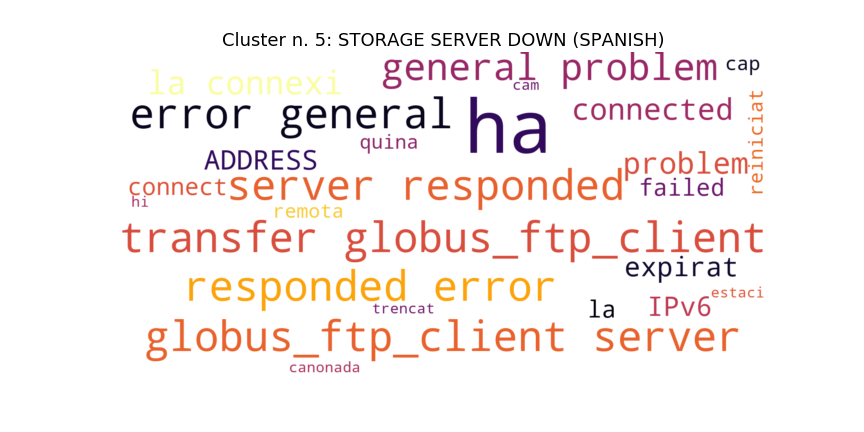 Cluster n. 5: STORAGE SERVER DOWN (SPANISH)
general problem
cap
la connexi
cam
error general
ha
connected
reiniciat
quina
ADDRESS
problem
connect
server responded
failed
hi
remota
transfer globus_ftp_client
expirat
responded error
estaci
trencat
la
IPv6
globus_ftp_client server
canonada